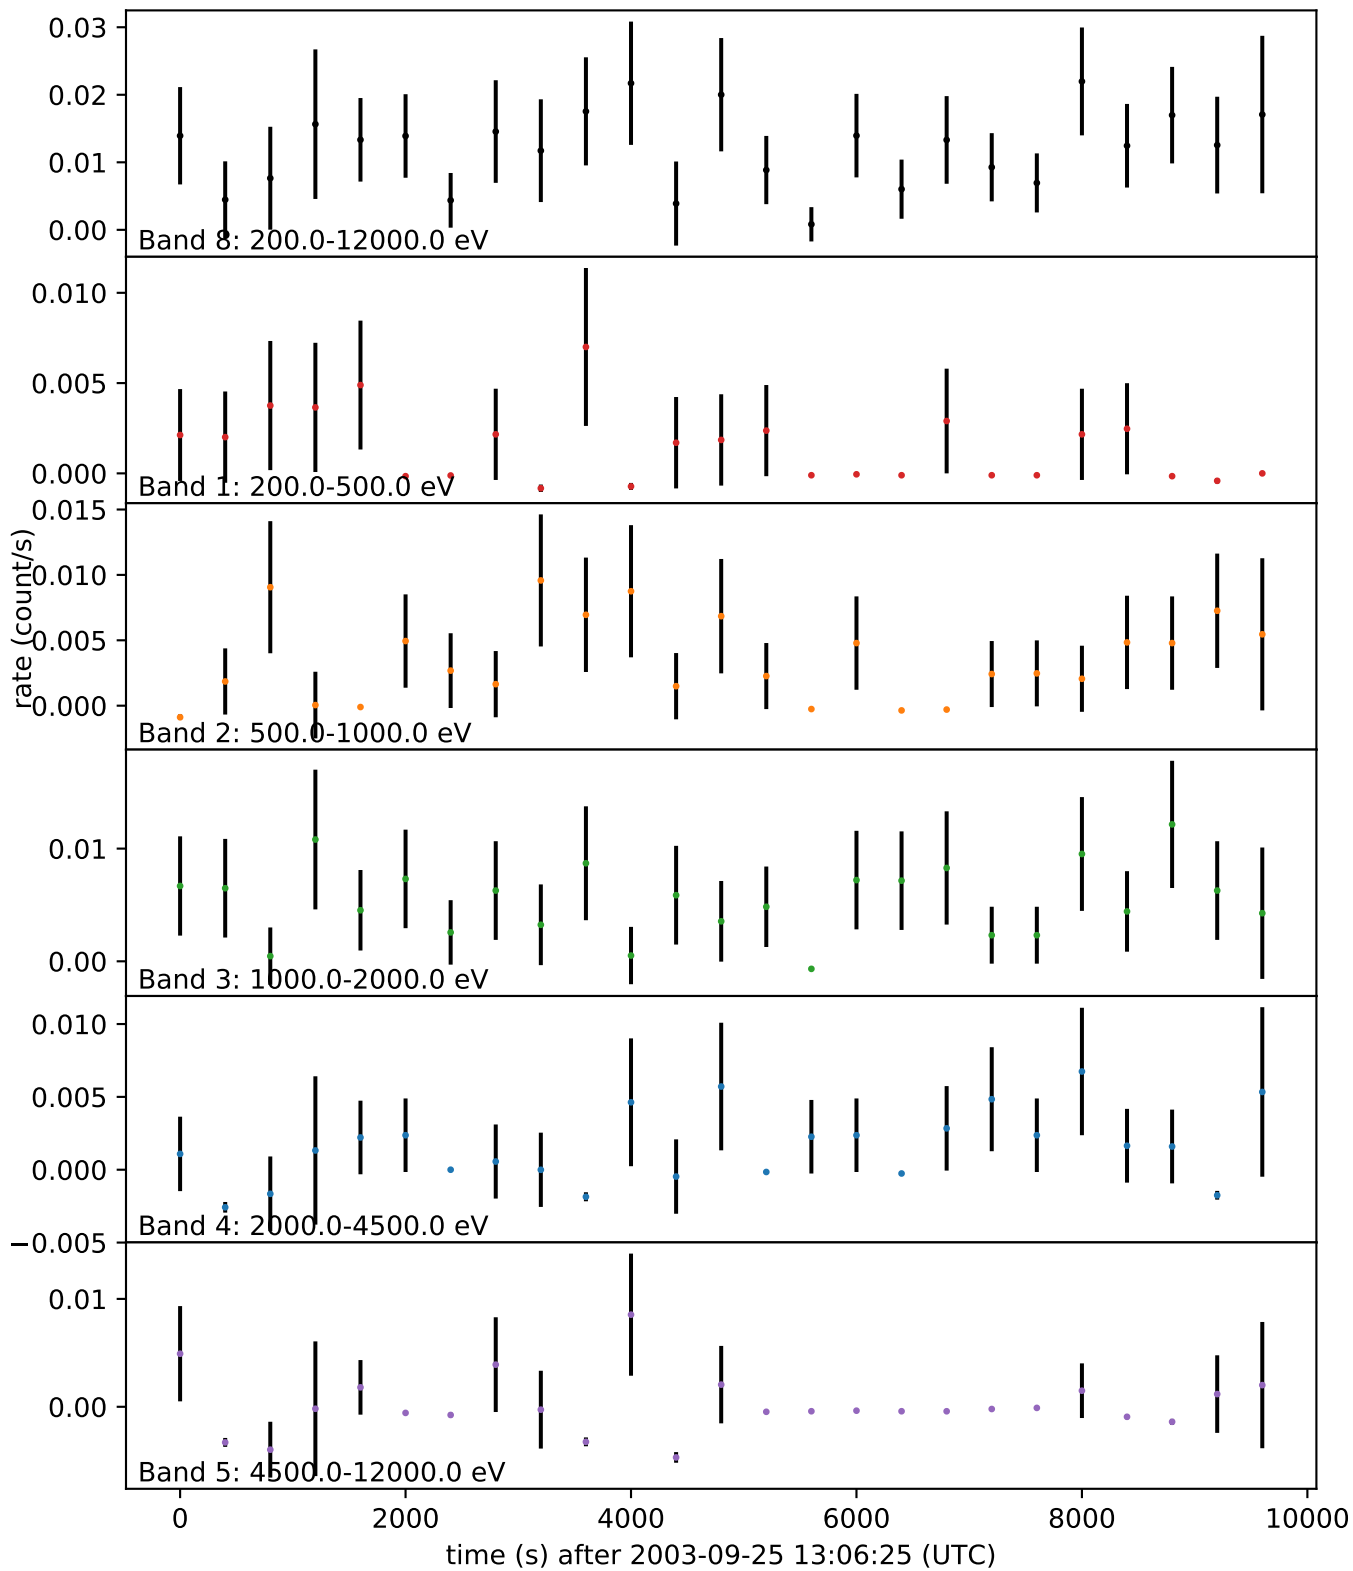 0.03
0.02
0.01
0.00
Band 8: 200.0-12000.0 eV
0.010
0.005
0.000
Band 1: 200.0-500.0 eV
rate (count/s)
0.015
0.010
0.005
0.000
Band 2: 500.0-1000.0 eV
0.01
0.00
Band 3: 1000.0-2000.0 eV
0.010
0.005
0.000
−0.005
Band 4: 2000.0-4500.0 eV
0.01
0.00
Band 5: 4500.0-12000.0 eV
0 2000 4000 6000 8000 10000
time (s) after 2003-09-25 13:06:25 (UTC)